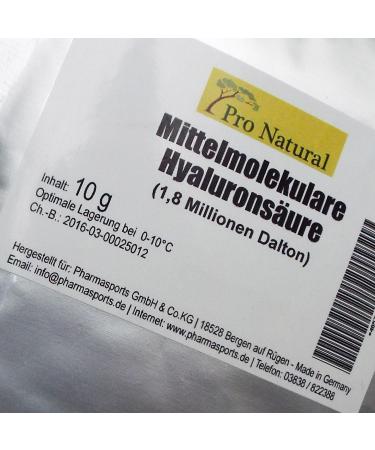 Pro Natural
Mittelmolekulare
Hyaluronsäure
(1,8 Millionen Dalton)
Inhalt: 10 g
Optimale Lagerung bei 0-10°C
Ch.-B.: 2016-03-00025012
Hergestellt für: Pharmasports GmbH & Co.KG | 18528 Bergen auf Rügen - Made in Germany
Email: info@pharmasports.de | Internet: www.pharmasports.de | Telefon: 03838 / 822388